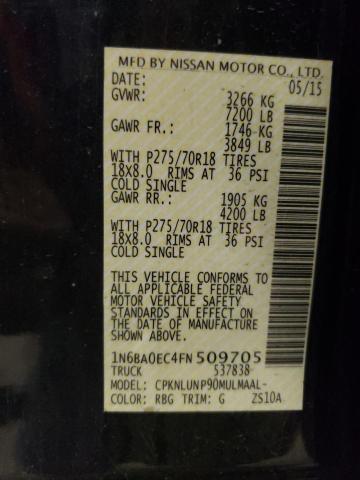 MFD BY NISSAN MOTOR CO., LTD.
DATE: 05/15
GVWR: 3266 KG
7200 LB
GAWR FR.: 1746 KG
3849 LB
WITH P275/70R18 TIRES
18X8.0 RIMS AT 36 PSI
COLD SINGLE
GAWR RR.: 1905 KG
4200 LB
WITH P275/70R18 TIRES
18X8.0 RIMS AT 36 PSI
COLD SINGLE
THIS VEHICLE CONFORMS TO
ALL APPLICABLE FEDERAL
MOTOR VEHICLE SAFETY
STANDARDS IN EFFECT ON
THE DATE OF MANUFACTURE
SHOWN ABOVE.
1N6BA0EC4FN509705
TRUCK 537838
MODEL: CPKNLUNP90MULMAAL-
COLOR: RBG TRIM: G ZS10A